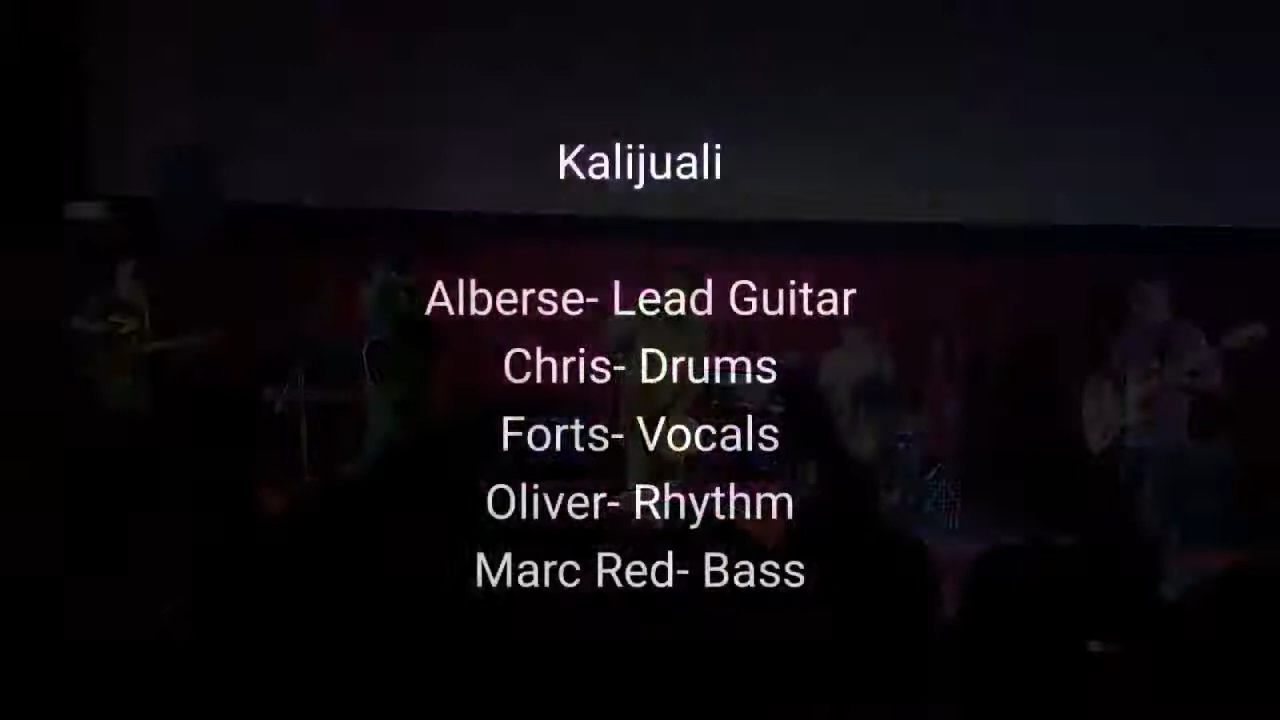 Kalijuali
Alberse- Lead Guitar
Chris- Drums
Forts- Vocals
Oliver- Rhythm
Marc Red- Bass